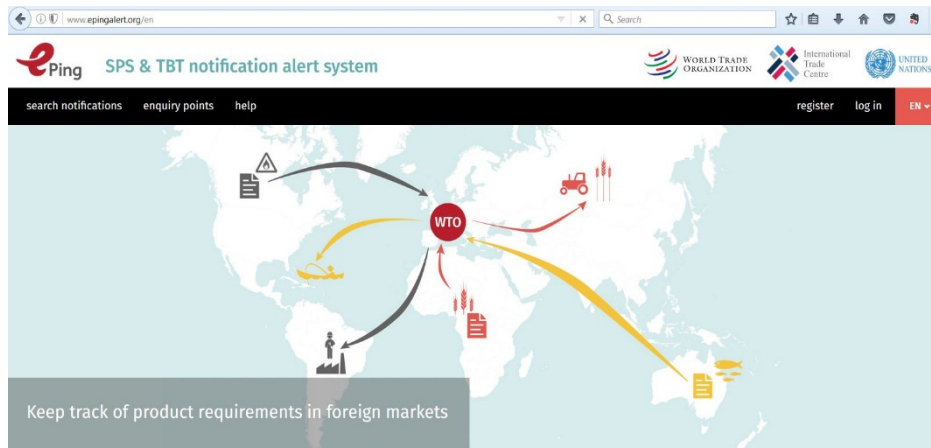 www.epingalert.org/en
Search
ePing
SPS & TBT notification alert system
WORLD TRADE
ORGANIZATION
International
Trade
Centre
UNITED
NATIONS
search notifications enquiry points help register log in EN
WTO
Keep track of product requirements in foreign markets